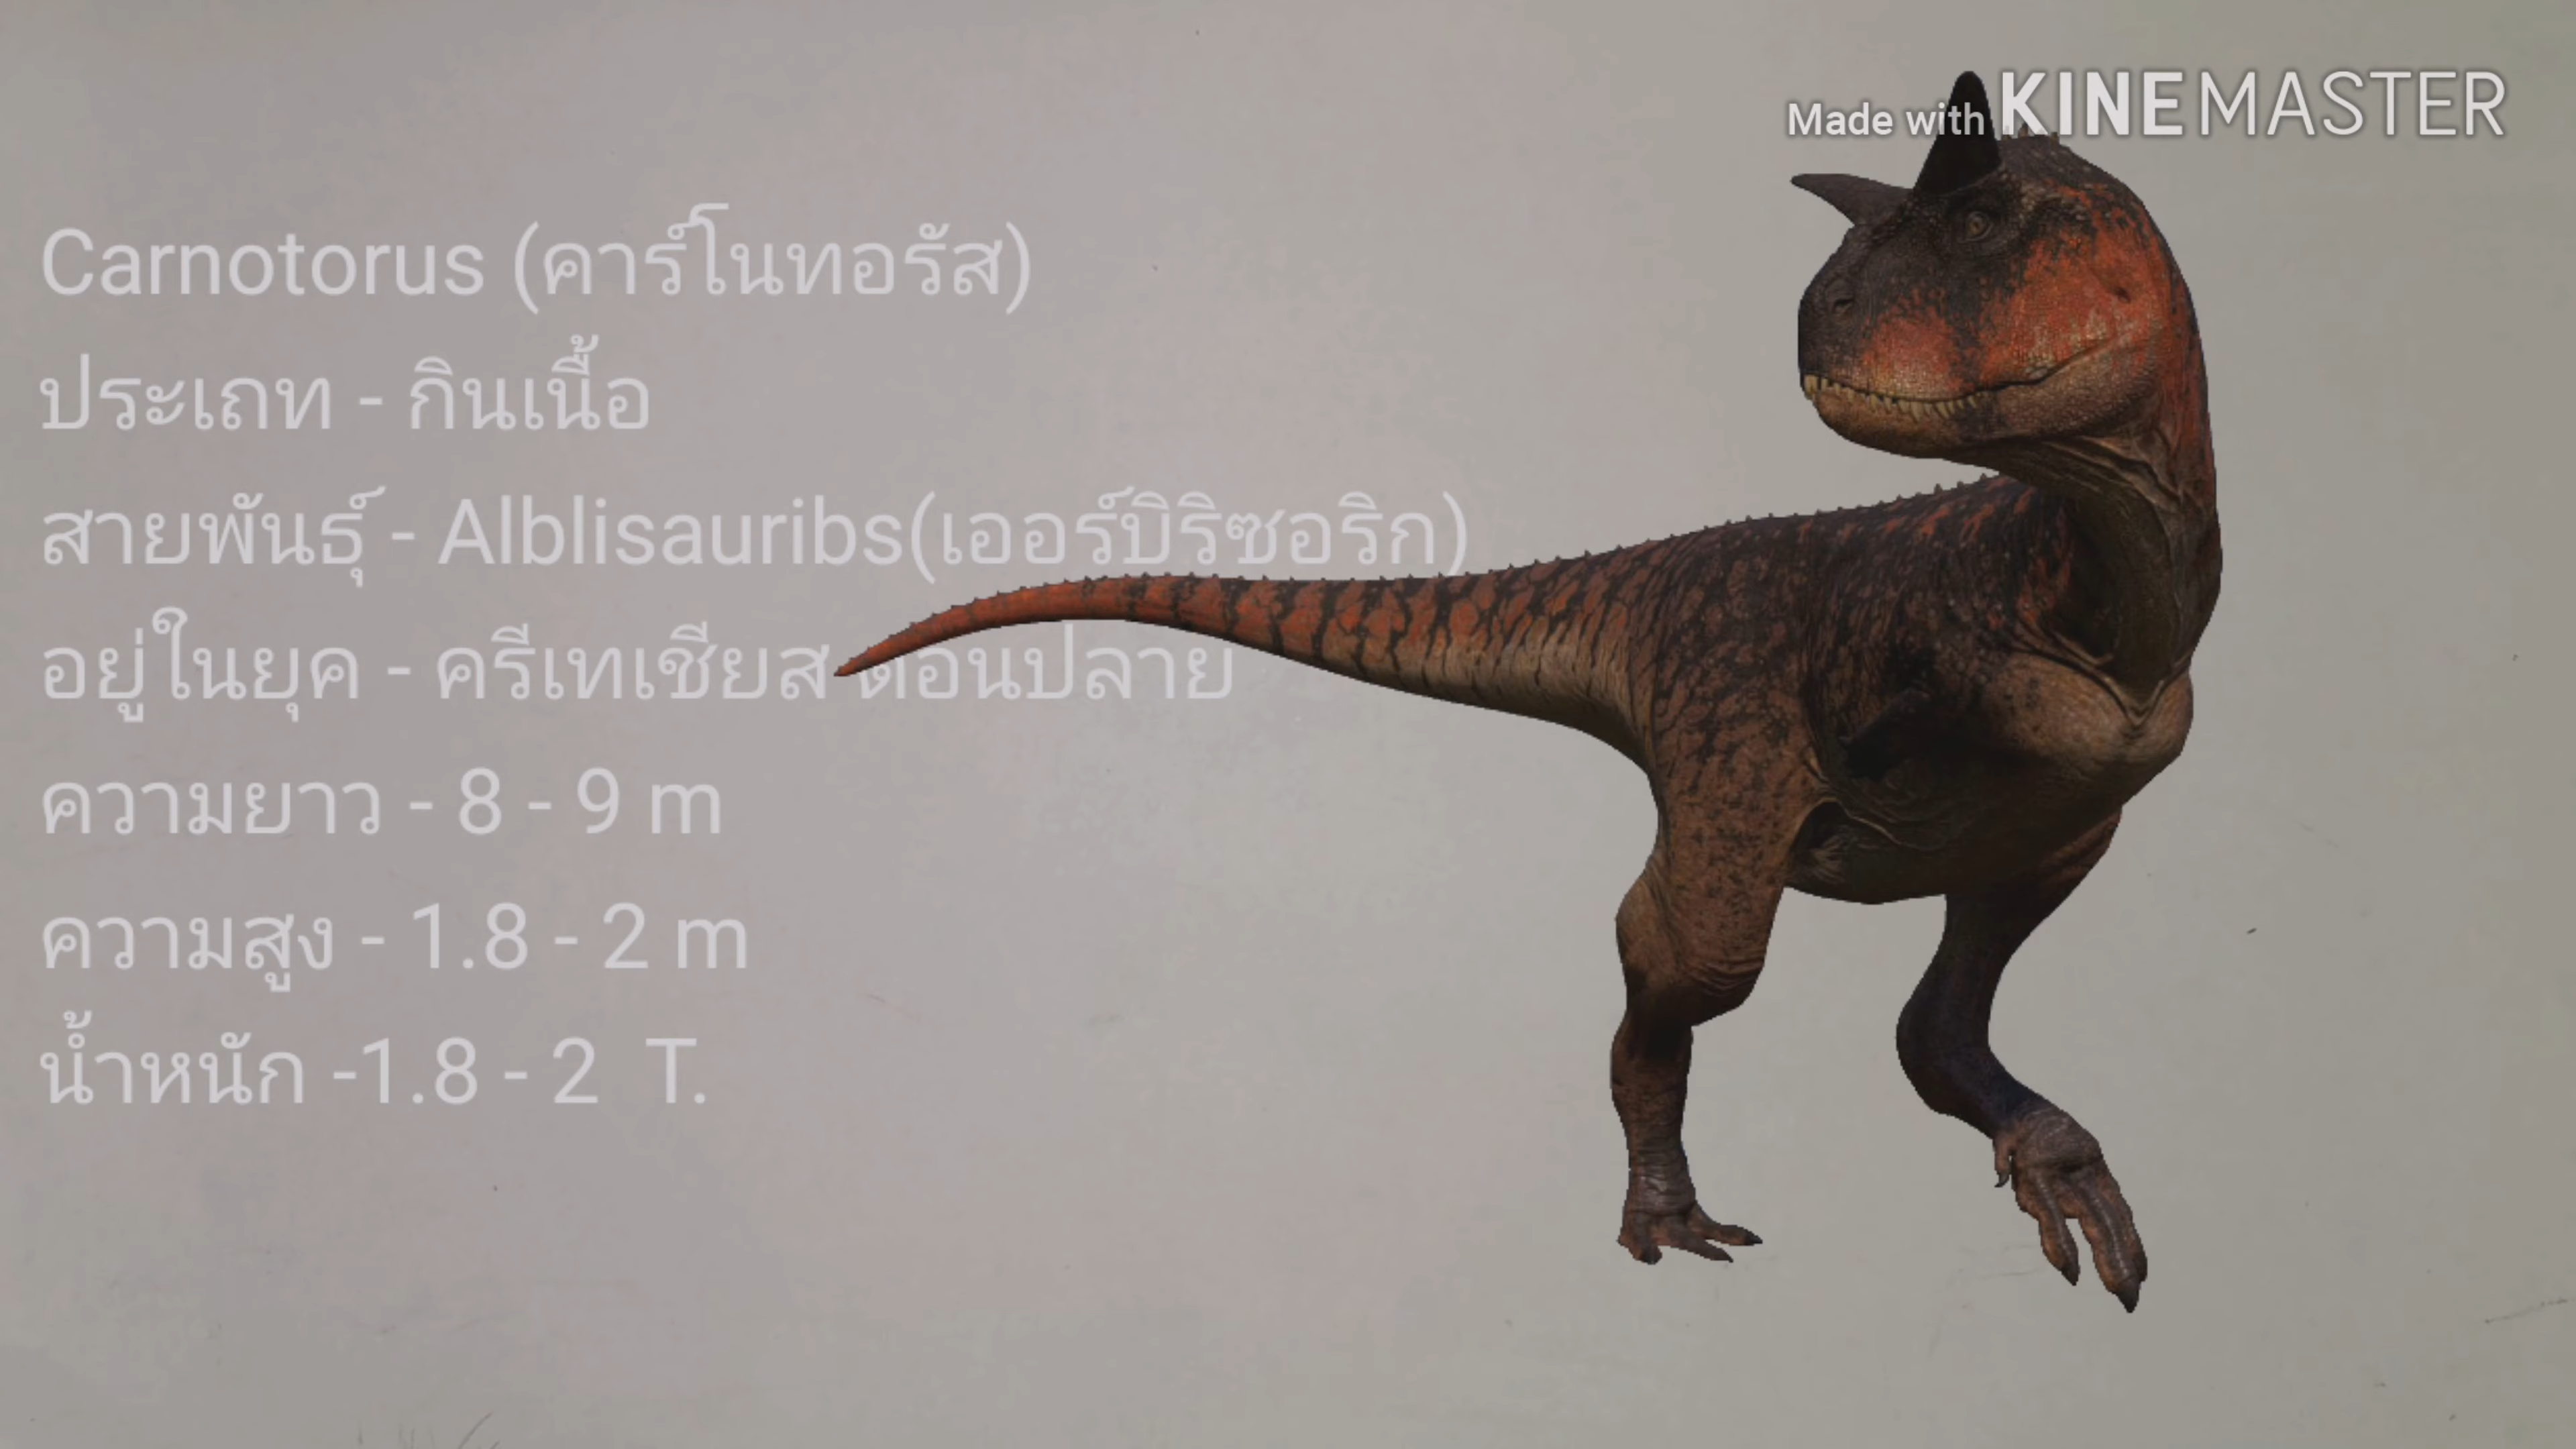 Made with KINEMASTER
Carnotorus (คาร์โนทอรัส)
ประเถท - กินเนื้อ
สายพันธุ์ - Alblisauribs(เออร์บิริซอริก)
อยู่ในยุค - ครีเทเชียส ตอนปลาย
ความยาว - 8 - 9 m
ความสูง - 1.8 - 2 m
น้ำหนัก -1.8 - 2 T.